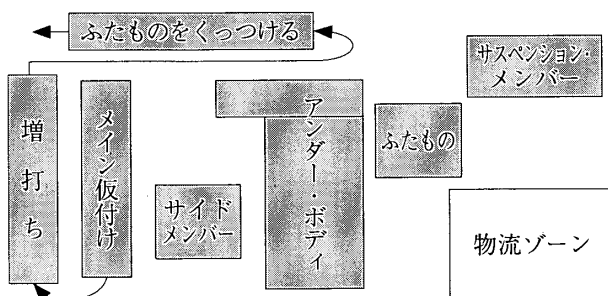 ふたものをくっつける
サスペンション・
メンバー
増打ち
メイン仮付け
アンダー・ボディ
ふたもの
サイド
メンバー
物流ゾーン